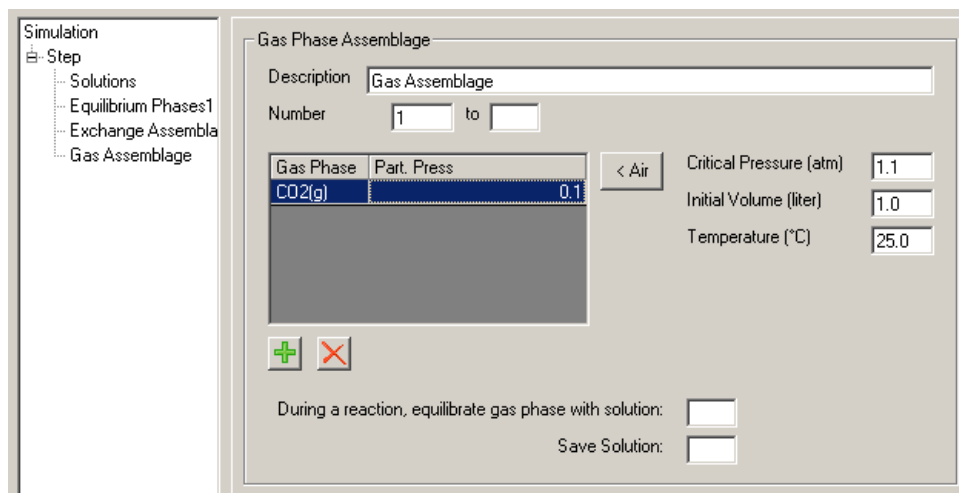 Simulation
Step
Solutions
Equilibrium Phases1
Exchange Assembla
Gas Assemblage
Gas Phase Assemblage
Description Gas Assemblage
Number 1 to
Gas Phase Part. Press
CO2(g) 0.1
< Air
Critical Pressure (atm) 1.1
Initial Volume (liter) 1.0
Temperature (°C) 25.0
During a reaction, equilibrate gas phase with solution:
Save Solution: